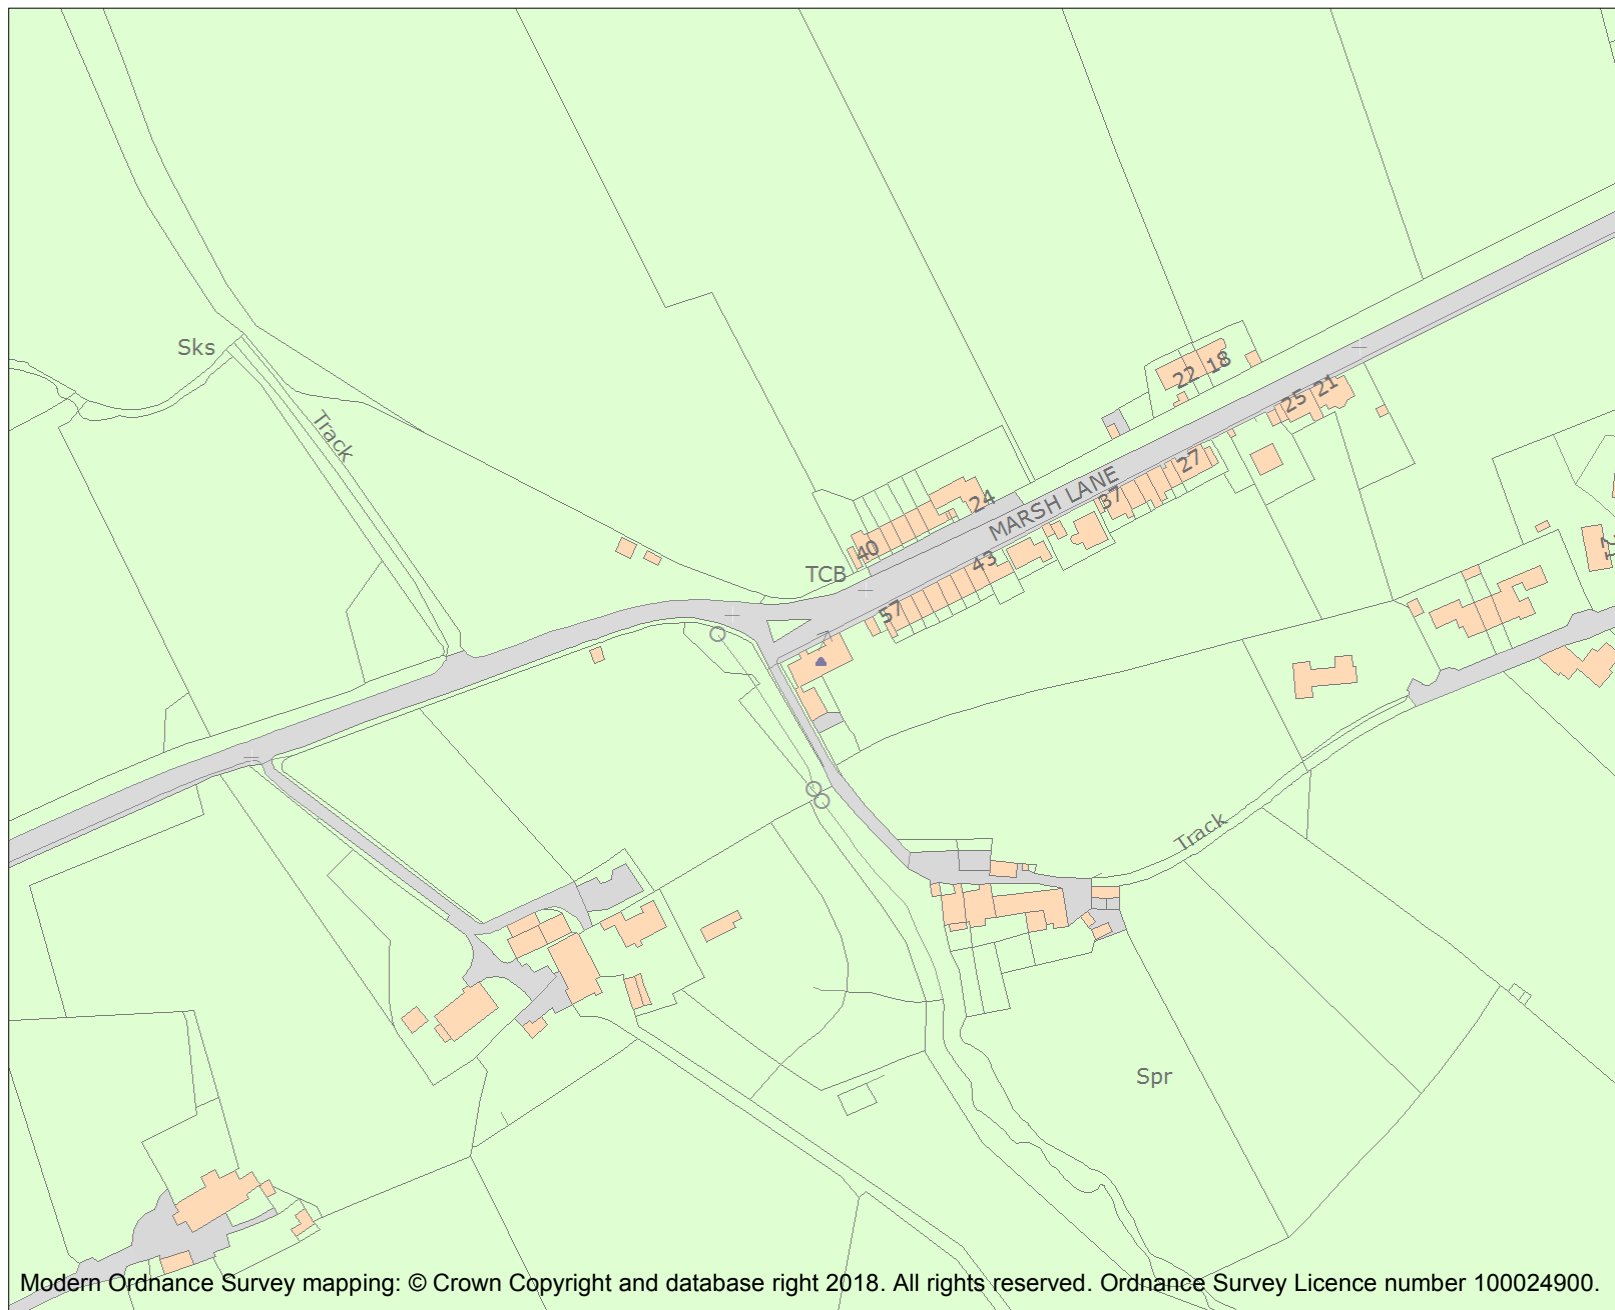 Sks
Track
22
18
25
21
27
37
MARSH LANE
24
40
43
TCB
57
21
Track
Spr
Modern Ordnance Survey mapping: © Crown Copyright and database right 2018. All rights reserved. Ordnance Survey Licence number 100024900.